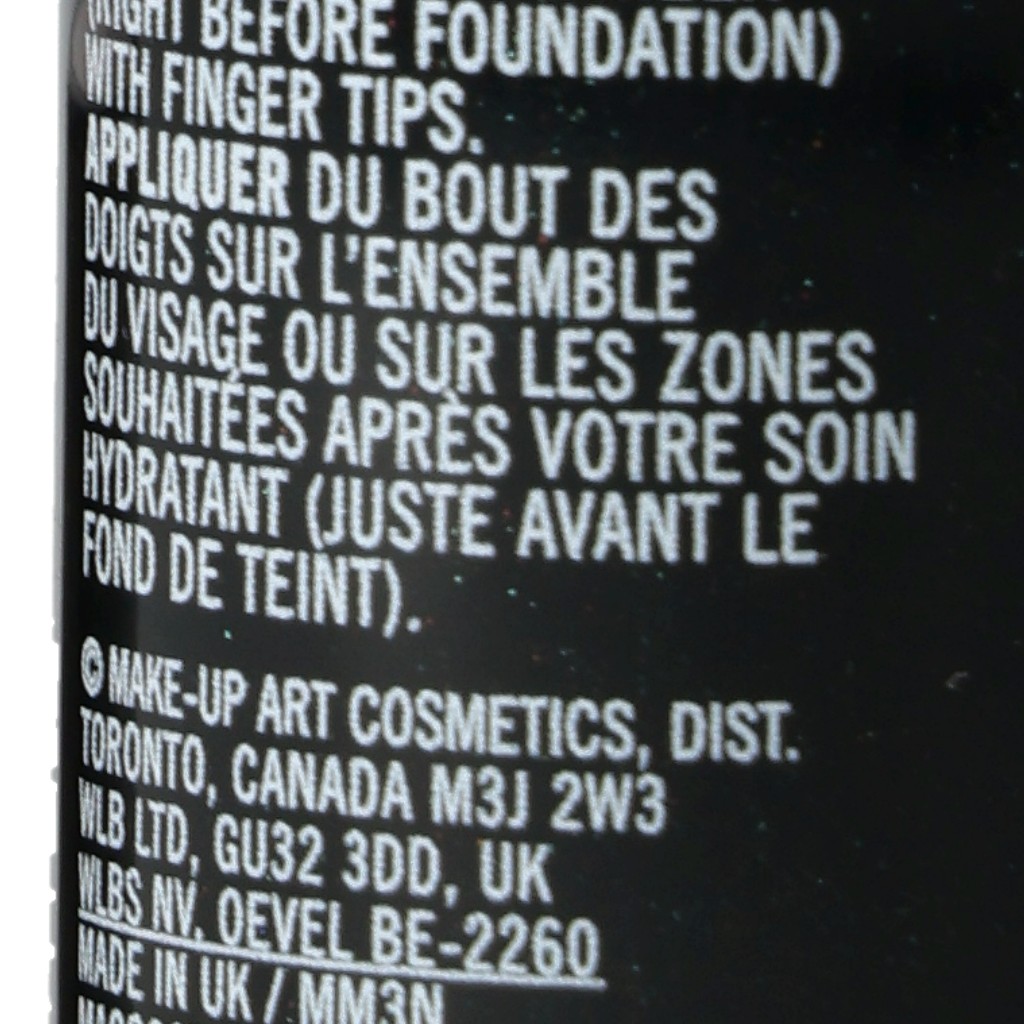 (RIGHT BEFORE FOUNDATION)
WITH FINGER TIPS.
APPLIQUER DU BOUT DES
DOIGTS SUR L'ENSEMBLE
DU VISAGE OU SUR LES ZONES
SOUHAITÉES APRÈS VOTRE SOIN
HYDRATANT (JUSTE AVANT LE
FOND DE TEINT).
© MAKE-UP ART COSMETICS, DIST.
TORONTO, CANADA M3J 2W3
WLB LTD, GU32 3DD, UK
WLBS NV, OEVEL BE-2260
MADE IN UK / MM3N